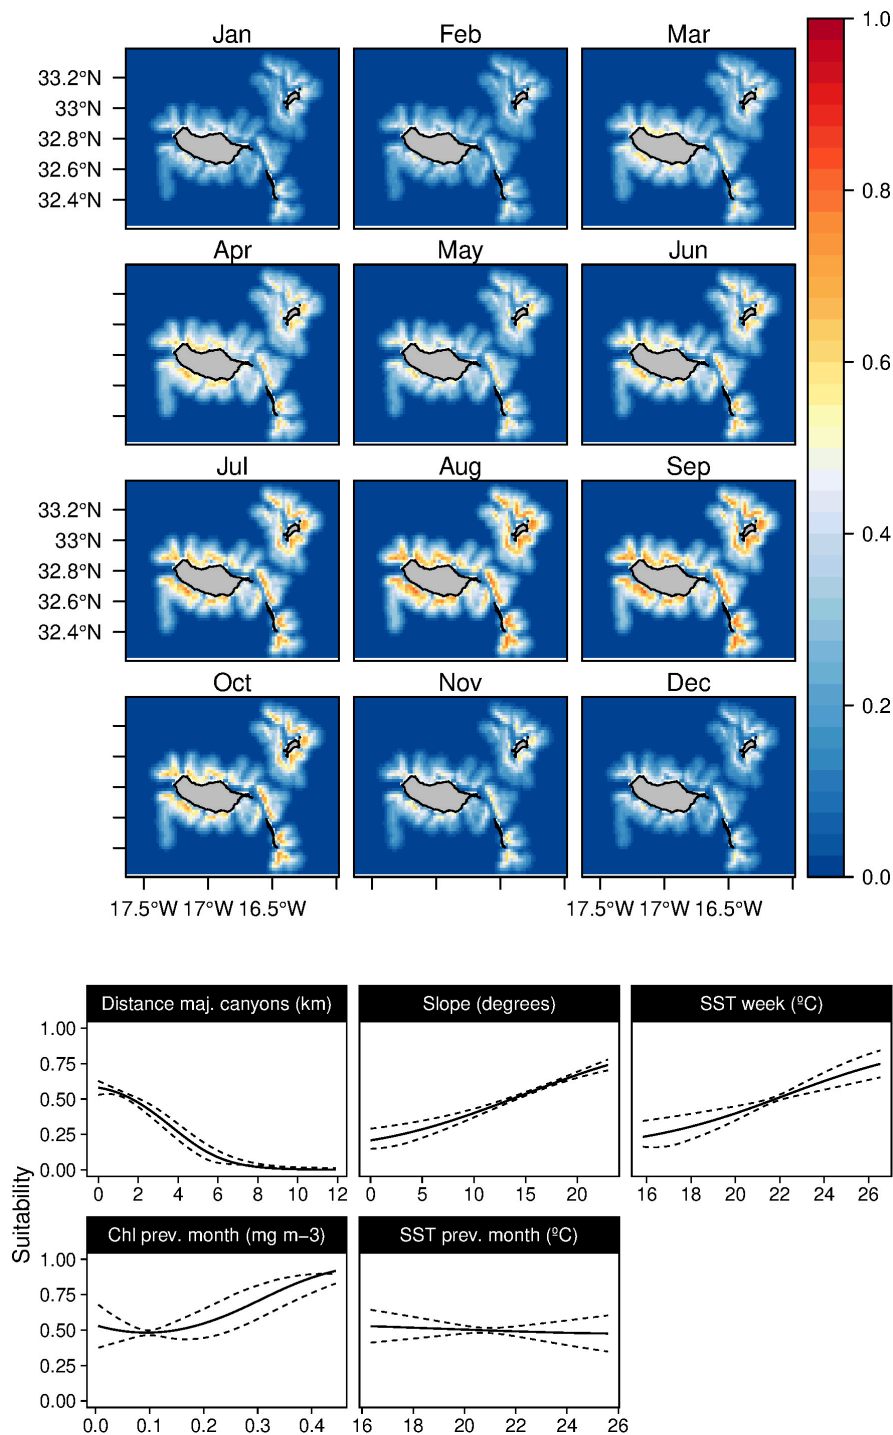 Jan Feb Mar
1.0
33.2°N
33°N
32.8°N
32.6°N
32.4°N
0.8
Apr May Jun
0.6
Jul Aug Sep
33.2°N
33°N
32.8°N
32.6°N
32.4°N
0.4
Oct Nov Dec
0.2
0.0
17.5°W 17°W 16.5°W 17.5°W 17°W 16.5°W
Suitability
Distance maj. canyons (km) Slope (degrees) SST week (ºC)
1.00
0.75
0.50
0.25
0.00
0 2 4 6 8 10 12 0 5 10 15 20 16 18 20 22 24 26
Chl prev. month (mg m−3) SST prev. month (ºC)
1.00
0.75
0.50
0.25
0.00
0.0 0.1 0.2 0.3 0.4 16 18 20 22 24 26